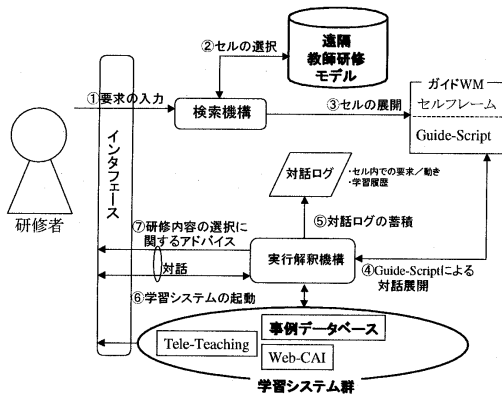 遠隔
教師研修
モデル
②セルの選択
①要求の入力
検索機構
③セルの展開
ガイドWM
セルフレーム
Guide-Script
インタフェース
研修者
対話ログ
・セル内での要求/動き
・学習履歴
⑤対話ログの蓄積
⑦研修内容の選択に
関するアドバイス
対話
実行解釈機構
④Guide-Scriptによる
対話展開
⑥学習システムの起動
事例データベース
Tele-Teaching
Web-CAI
学習システム群